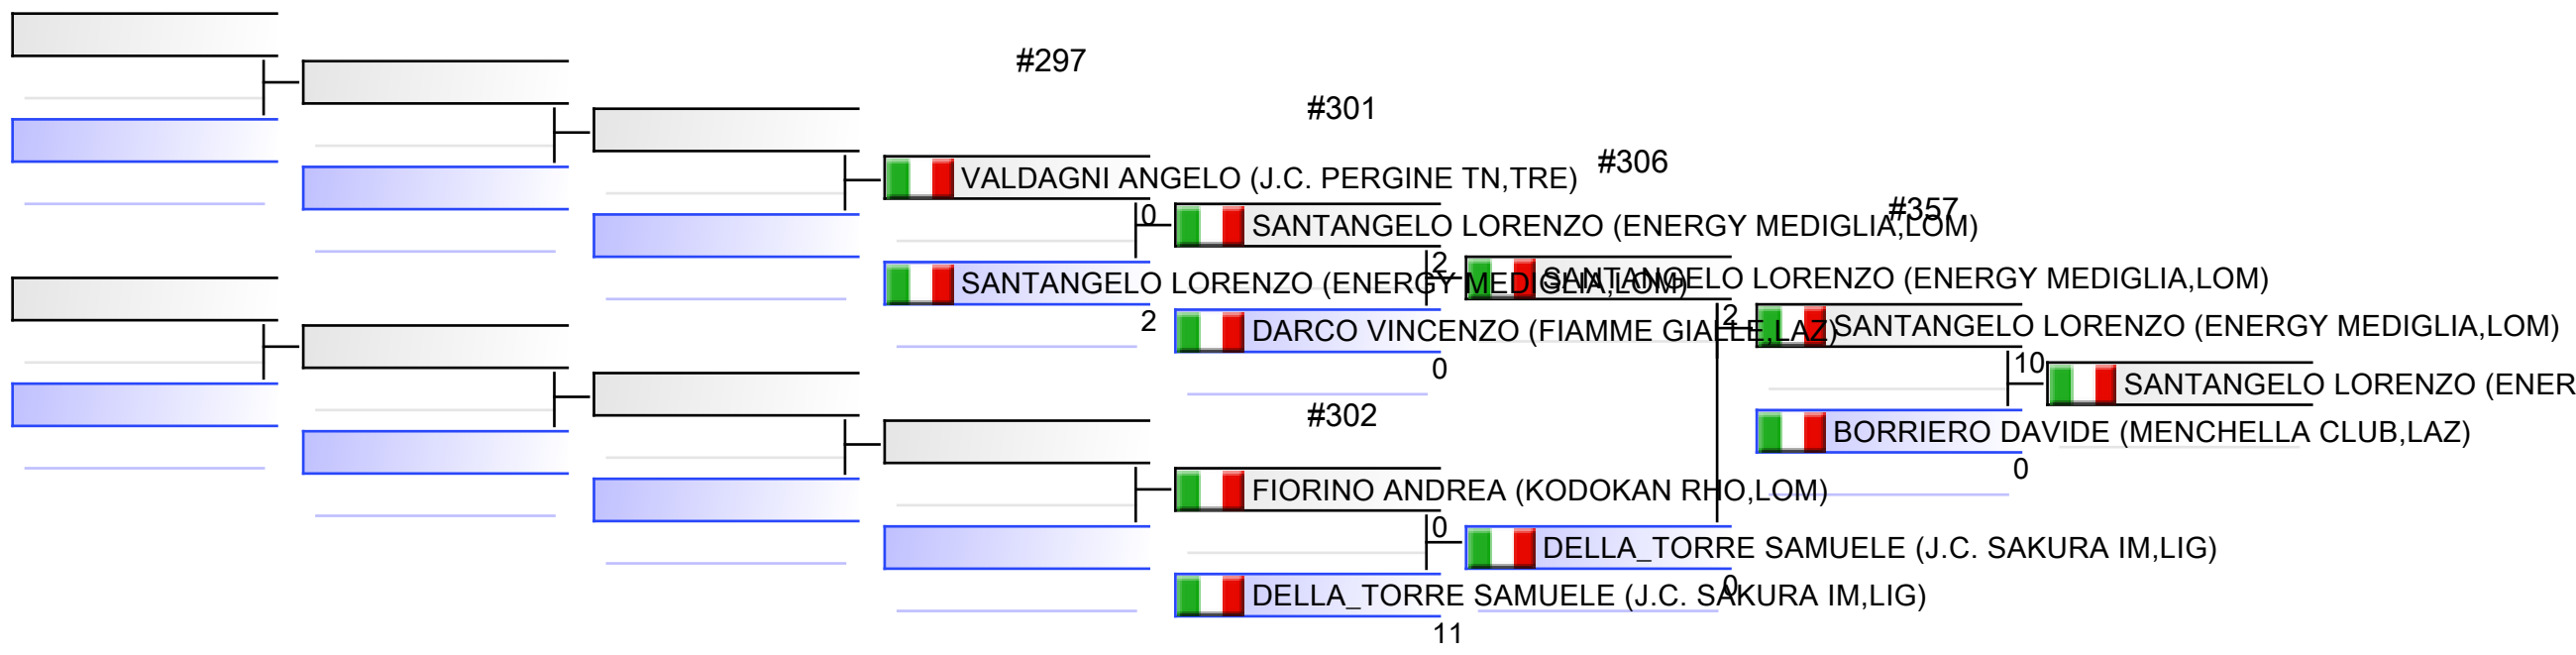 #297
#301
#306
VALDAGNI ANGELO (J.C. PERGINE TN,TRE)
#357
0
SANTANGELO LORENZO (ENERGY MEDIGLIA,LOM)
2
SANTANGELO LORENZO (ENERGY MEDIGLIA,LOM)
SANTANGELO LORENZO (ENERGY MEDIGLIA,LOM)
2
2
DARCO VINCENZO (FIAMME GIALLE,LAZ)
SANTANGELO LORENZO (ENERGY MEDIGLIA,LOM)
0
10
SANTANGELO LORENZO (ENER
#302
BORRIERO DAVIDE (MENCHELLA CLUB,LAZ)
0
FIORINO ANDREA (KODOKAN RHO,LOM)
0
DELLA_TORRE SAMUELE (J.C. SAKURA IM,LIG)
0
DELLA_TORRE SAMUELE (J.C. SAKURA IM,LIG)
11